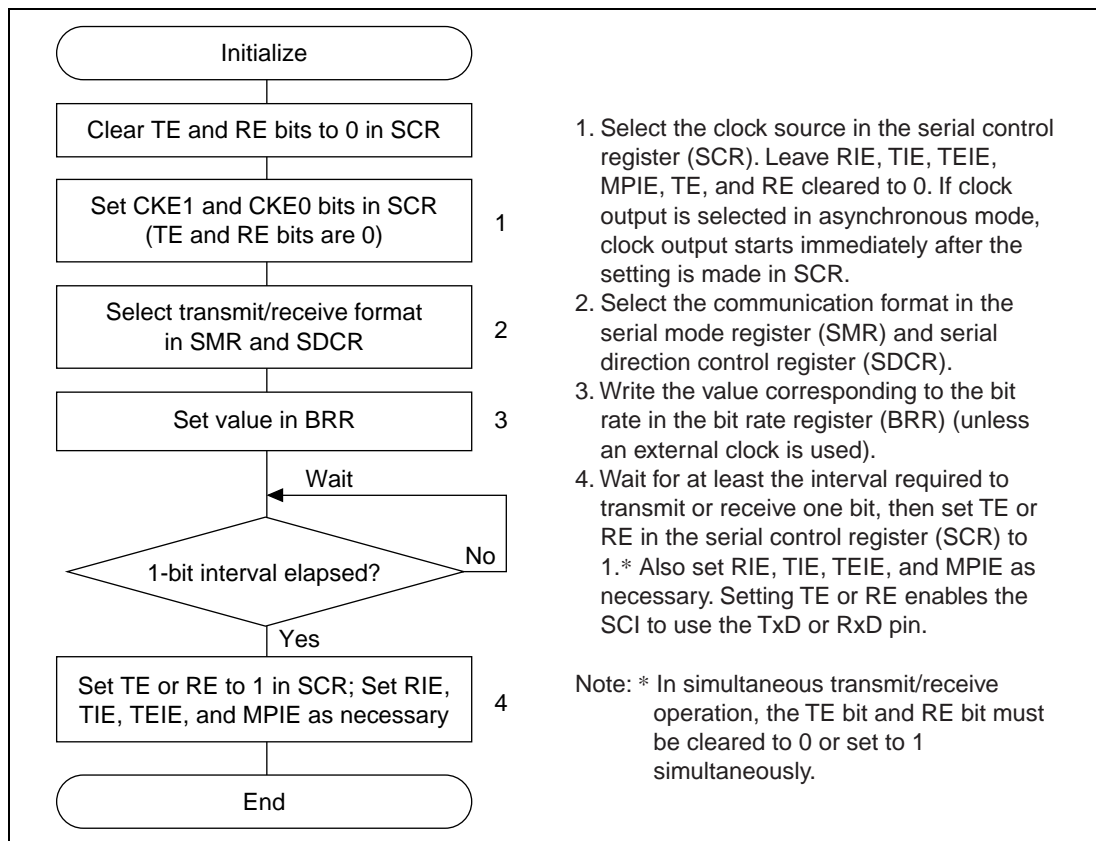 Initialize
Clear TE and RE bits to 0 in SCR
Set CKE1 and CKE0 bits in SCR
(TE and RE bits are 0)
1
Select transmit/receive format
in SMR and SDCR
2
Set value in BRR
3
Wait
1-bit interval elapsed?
No
Yes
Set TE or RE to 1 in SCR; Set RIE,
TIE, TEIE, and MPIE as necessary
4
End
1. Select the clock source in the serial control
register (SCR). Leave RIE, TIE, TEIE,
MPIE, TE, and RE cleared to 0. If clock
output is selected in asynchronous mode,
clock output starts immediately after the
setting is made in SCR.
2. Select the communication format in the
serial mode register (SMR) and serial
direction control register (SDCR).
3. Write the value corresponding to the bit
rate in the bit rate register (BRR) (unless
an external clock is used).
4. Wait for at least the interval required to
transmit or receive one bit, then set TE or
RE in the serial control register (SCR) to
1.* Also set RIE, TIE, TEIE, and MPIE as
necessary. Setting TE or RE enables the
SCI to use the TxD or RxD pin.
Note: * In simultaneous transmit/receive
operation, the TE bit and RE bit must
be cleared to 0 or set to 1
simultaneously.